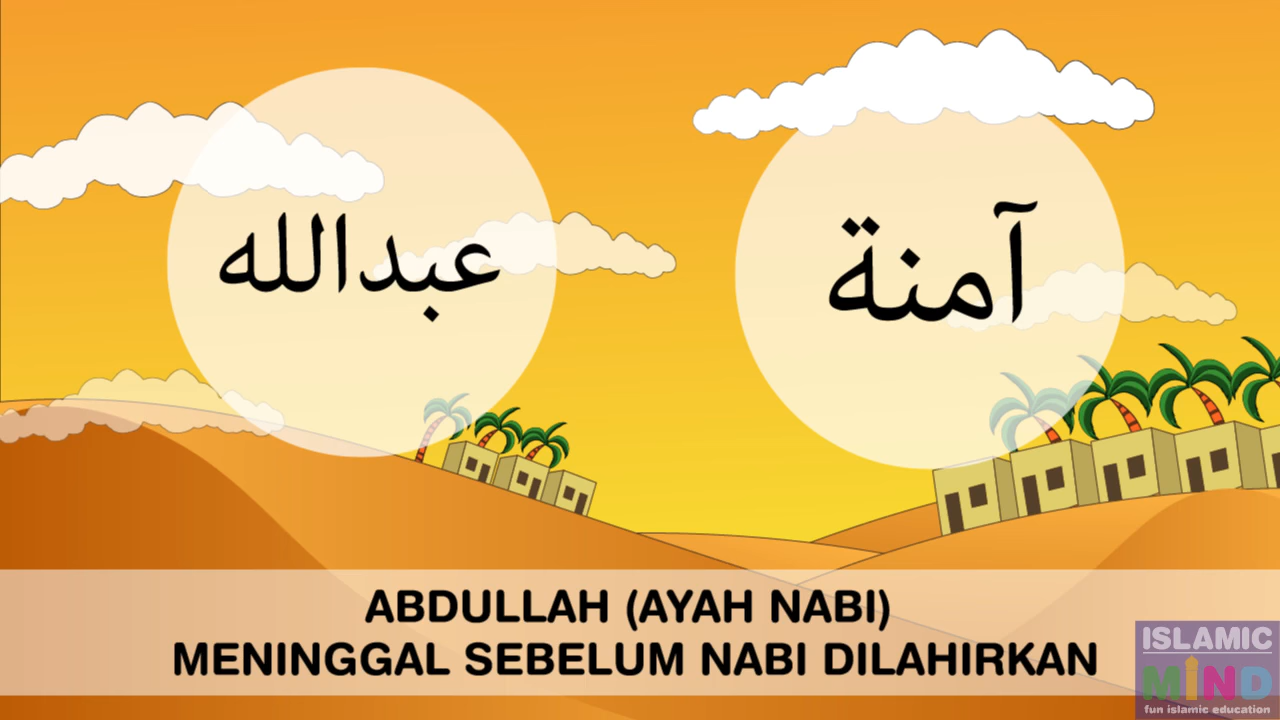 عبدالله
آمنة
ABDULLAH (AYAH NABI)
MENINGGAL SEBELUM NABI DILAHIRKAN
ISLAMIC
MiND
fun islamic education